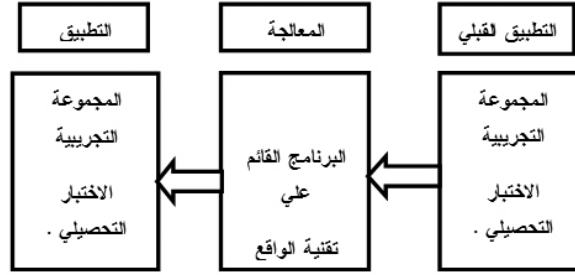 التطبيق القبلي
المعالجة
التطبيق
المجموعة
التجريبية
الاختبار
التحصيلي .
البرنامج القائم
علي
تقنية الواقع
المجموعة
التجريبية
الاختبار
التحصيلي .